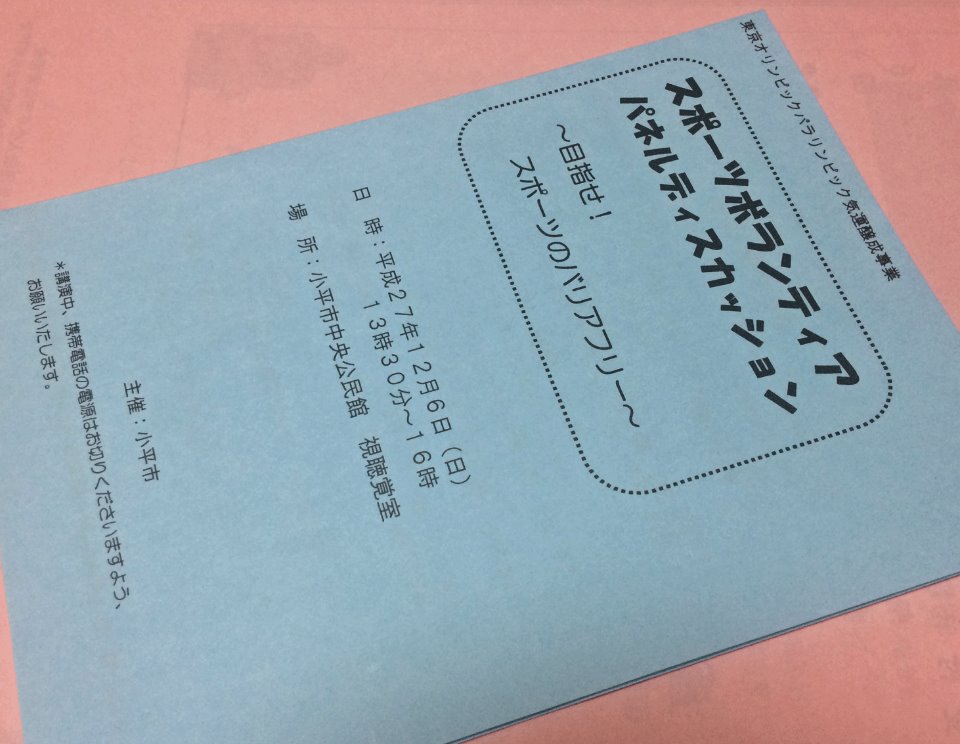 東京オリンピックパラリンピック気運醸成事業
スポーツボランティア
パネルディスカッション
～目指せ！
スポーツのバリアフリー～
日　時：平成２７年１２月６日（日）
１３時３０分～１６時
場　所：小平市中央公民館　視聴覚室
主催：小平市
＊講演中、携帯電話の電源はお切りくださいますよう、
お願いいたします。